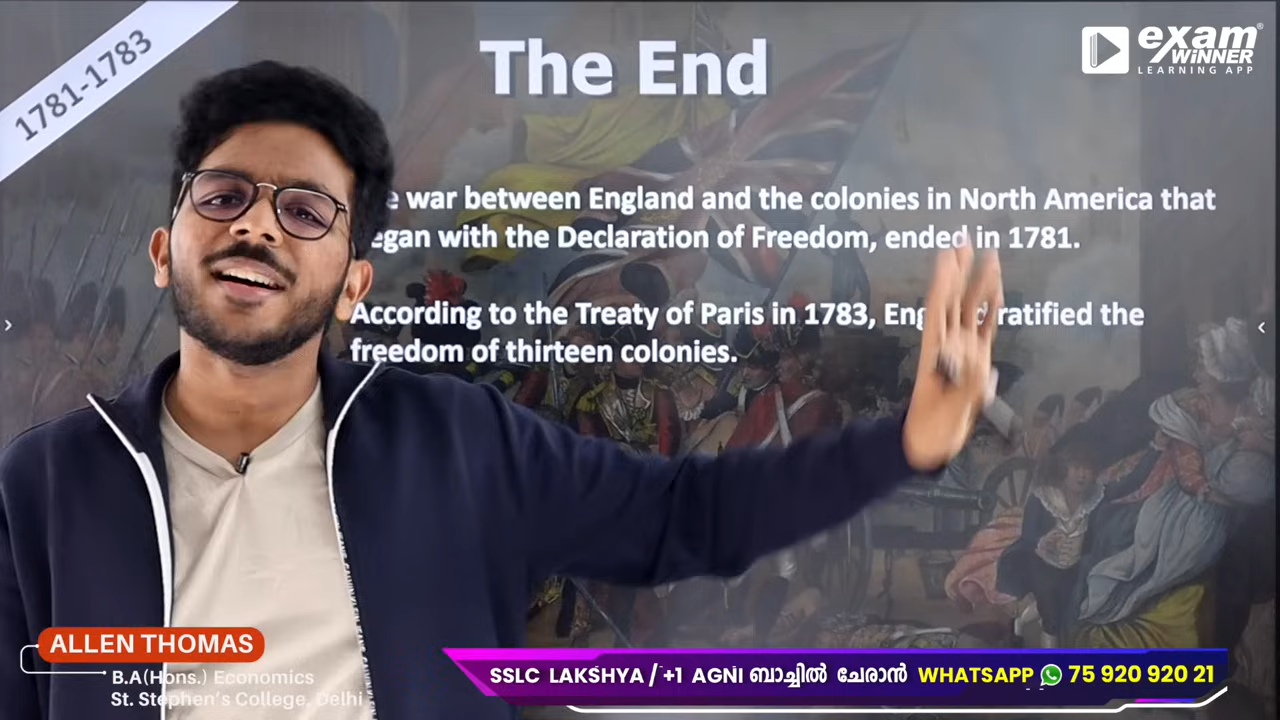 1781-1783
The End
exam
WINNER
LEARNING APP
war between England and the colonies in North America that
with the Declaration of Freedom, ended in 1781.
According to the Treaty of Paris in 1783, ratified the
freedom of thirteen colonies.
ALLEN THOMAS
B.A(Hons.) Economics
St. Stephen's College, Delhi
SSLC LAKSHYA / +1 AGNI ബാച്ചിൽ ചേരാൻ WHATSAPP 75 920 920 21